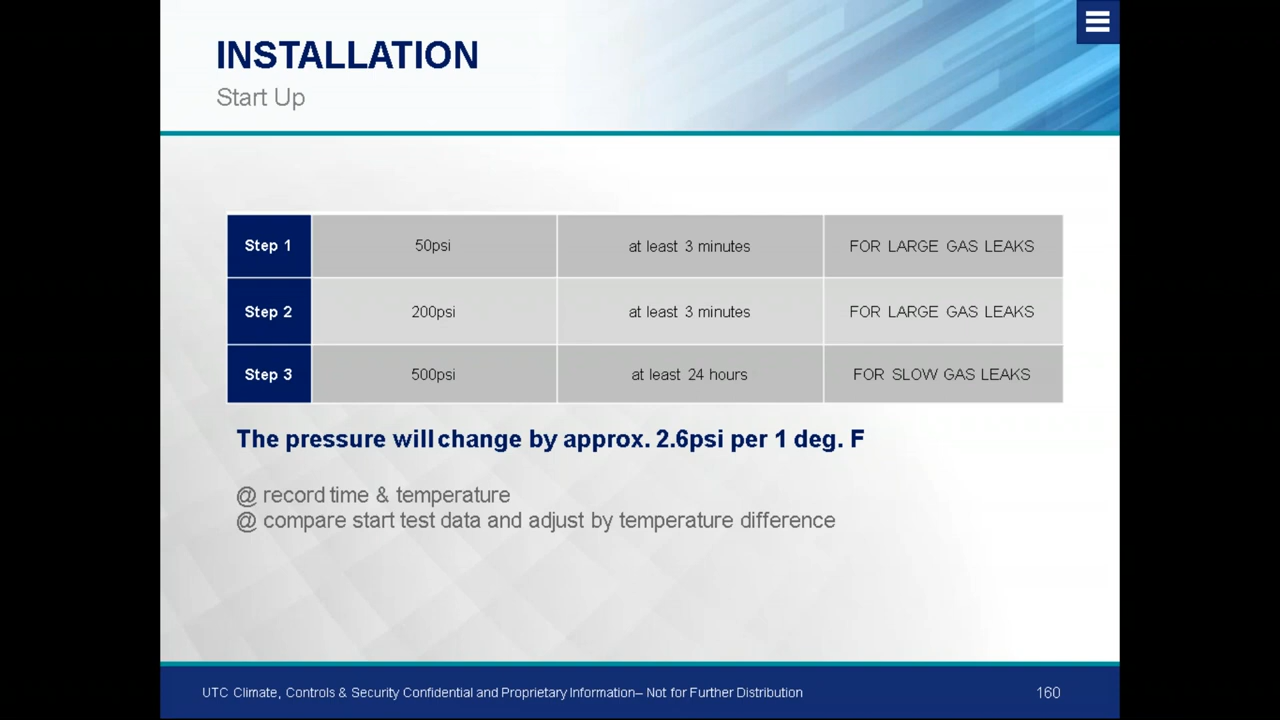 INSTALLATION
Start Up
Step 1 50psi at least 3 minutes FOR LARGE GAS LEAKS
Step 2 200psi at least 3 minutes FOR LARGE GAS LEAKS
Step 3 500psi at least 24 hours FOR SLOW GAS LEAKS
The pressure will change by approx. 2.6psi per 1 deg. F
@ record time & temperature
@ compare start test data and adjust by temperature difference
UTC Climate, Controls & Security Confidential and Proprietary Information– Not for Further Distribution 160